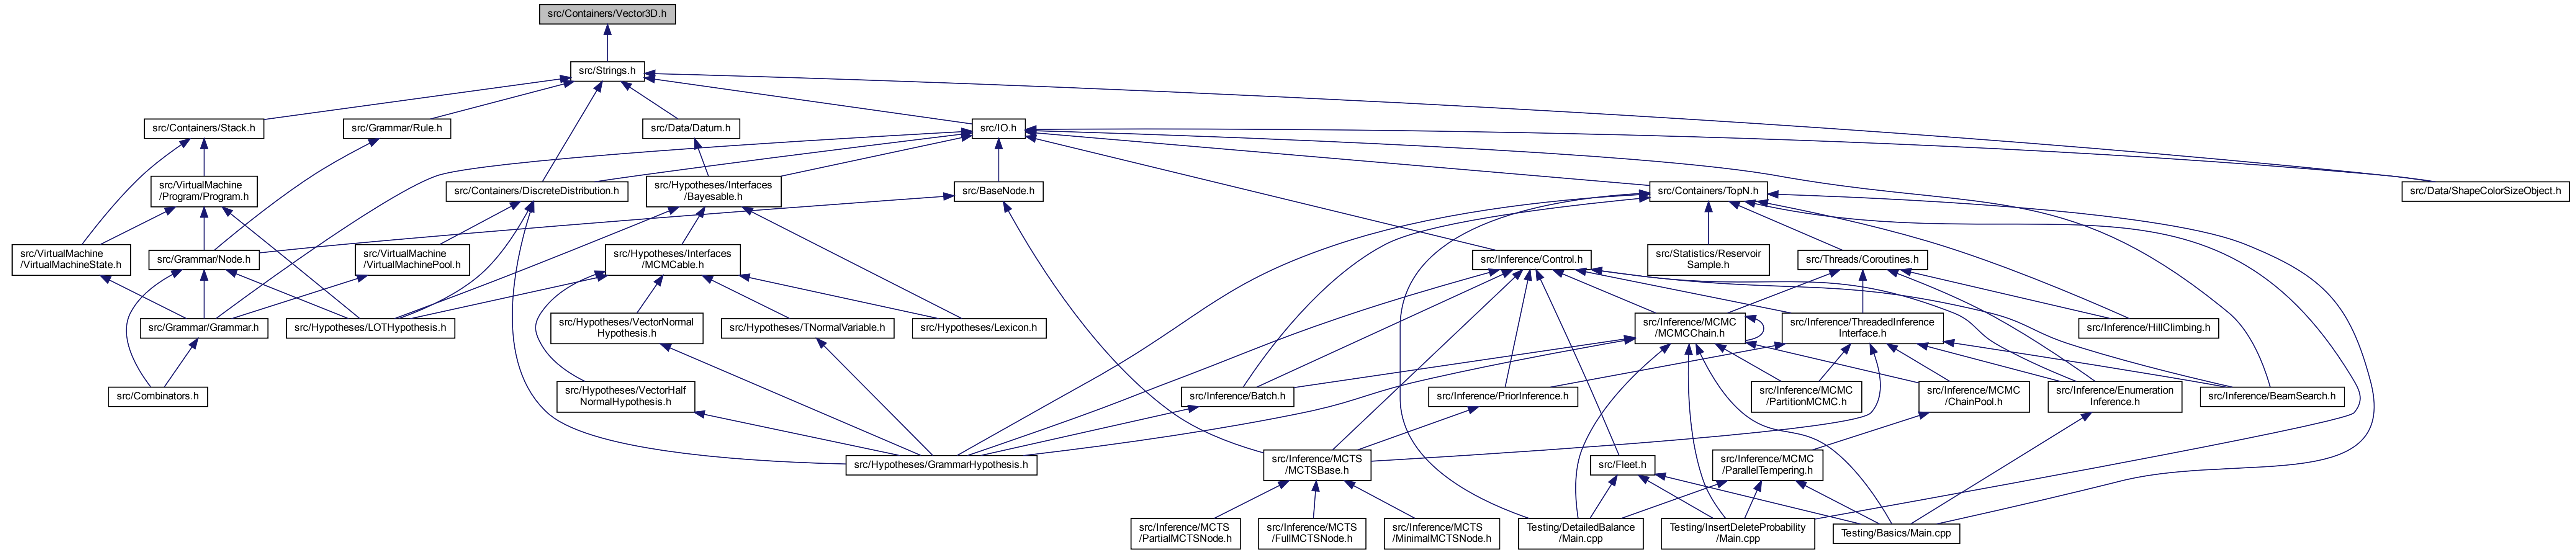 src/Containers/Vector3D.h
src/Strings.h
src/Containers/Stack.h
src/Grammar/Rule.h
src/Data/Datum.h
src/IO.h
src/VirtualMachine
/Program/Program.h
src/Containers/DiscreteDistribution.h
src/Hypotheses/Interfaces
/Bayesable.h
src/BaseNode.h
src/Containers/TopN.h
src/Data/ShapeColorSizeObject.h
src/VirtualMachine
/VirtualMachineState.h
src/Grammar/Node.h
src/VirtualMachine
/VirtualMachinePool.h
src/Hypotheses/Interfaces
/MCMCable.h
src/Inference/Control.h
src/Statistics/Reservoir
Sample.h
src/Threads/Coroutines.h
src/Grammar/Grammar.h
src/Hypotheses/LOTHypothesis.h
src/Hypotheses/VectorNormal
Hypothesis.h
src/Hypotheses/TNormalVariable.h
src/Hypotheses/Lexicon.h
src/Inference/MCMC
/MCMCChain.h
src/Inference/ThreadedInference
Interface.h
src/Inference/HillClimbing.h
src/Combinators.h
src/Hypotheses/VectorHalf
NormalHypothesis.h
src/Inference/Batch.h
src/Inference/PriorInference.h
src/Inference/MCMC
/PartitionMCMC.h
src/Inference/MCMC
/ChainPool.h
src/Inference/Enumeration
Inference.h
src/Inference/BeamSearch.h
src/Hypotheses/GrammarHypothesis.h
src/Inference/MCTS
/MCTSBase.h
src/Fleet.h
src/Inference/MCMC
/ParallelTempering.h
src/Inference/MCTS
/PartialMCTSNode.h
src/Inference/MCTS
/FullMCTSNode.h
src/Inference/MCTS
/MinimalMCTSNode.h
Testing/DetailedBalance
/Main.cpp
Testing/InsertDeleteProbability
/Main.cpp
Testing/Basics/Main.cpp